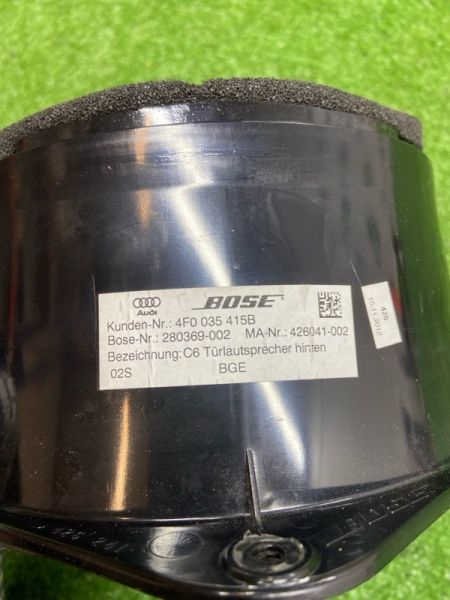 Audi BOSE
Kunden-Nr.: 4F0 035 415B
Bose-Nr.: 280369-002 MA-Nr.: 426041-002
Bezeichnung:C6 Türlautsprecher hinten
02S BGE